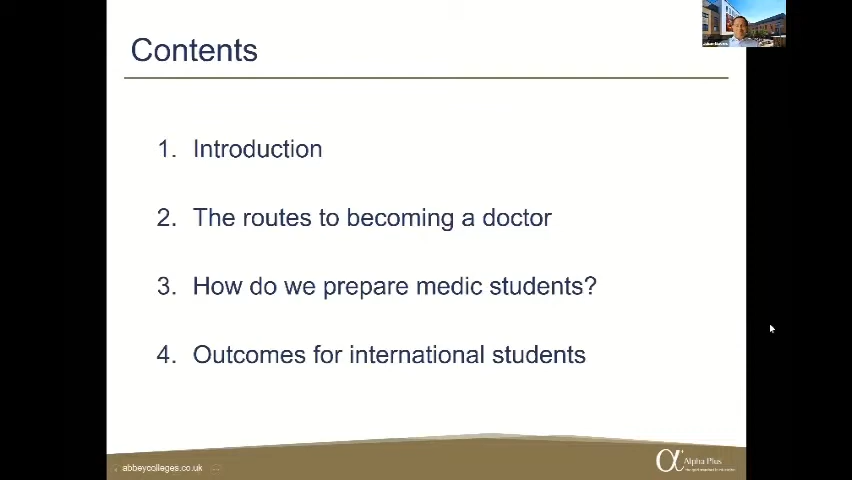 Contents
1. Introduction
2. The routes to becoming a doctor
3. How do we prepare medic students?
4. Outcomes for international students
abbeycolleges.co.uk
Alpha Plus